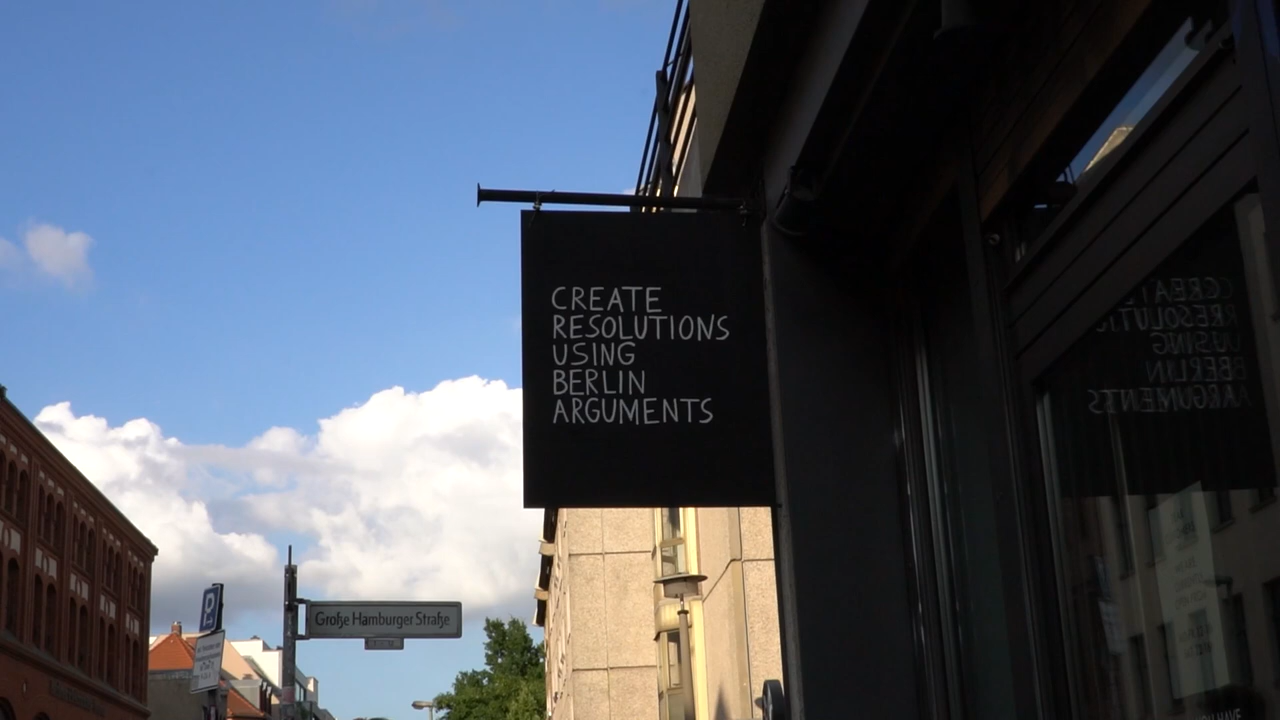 CREATE
RESOLUTIONS
USING
BERLIN
ARGUMENTS
Große Hamburger Straße
P